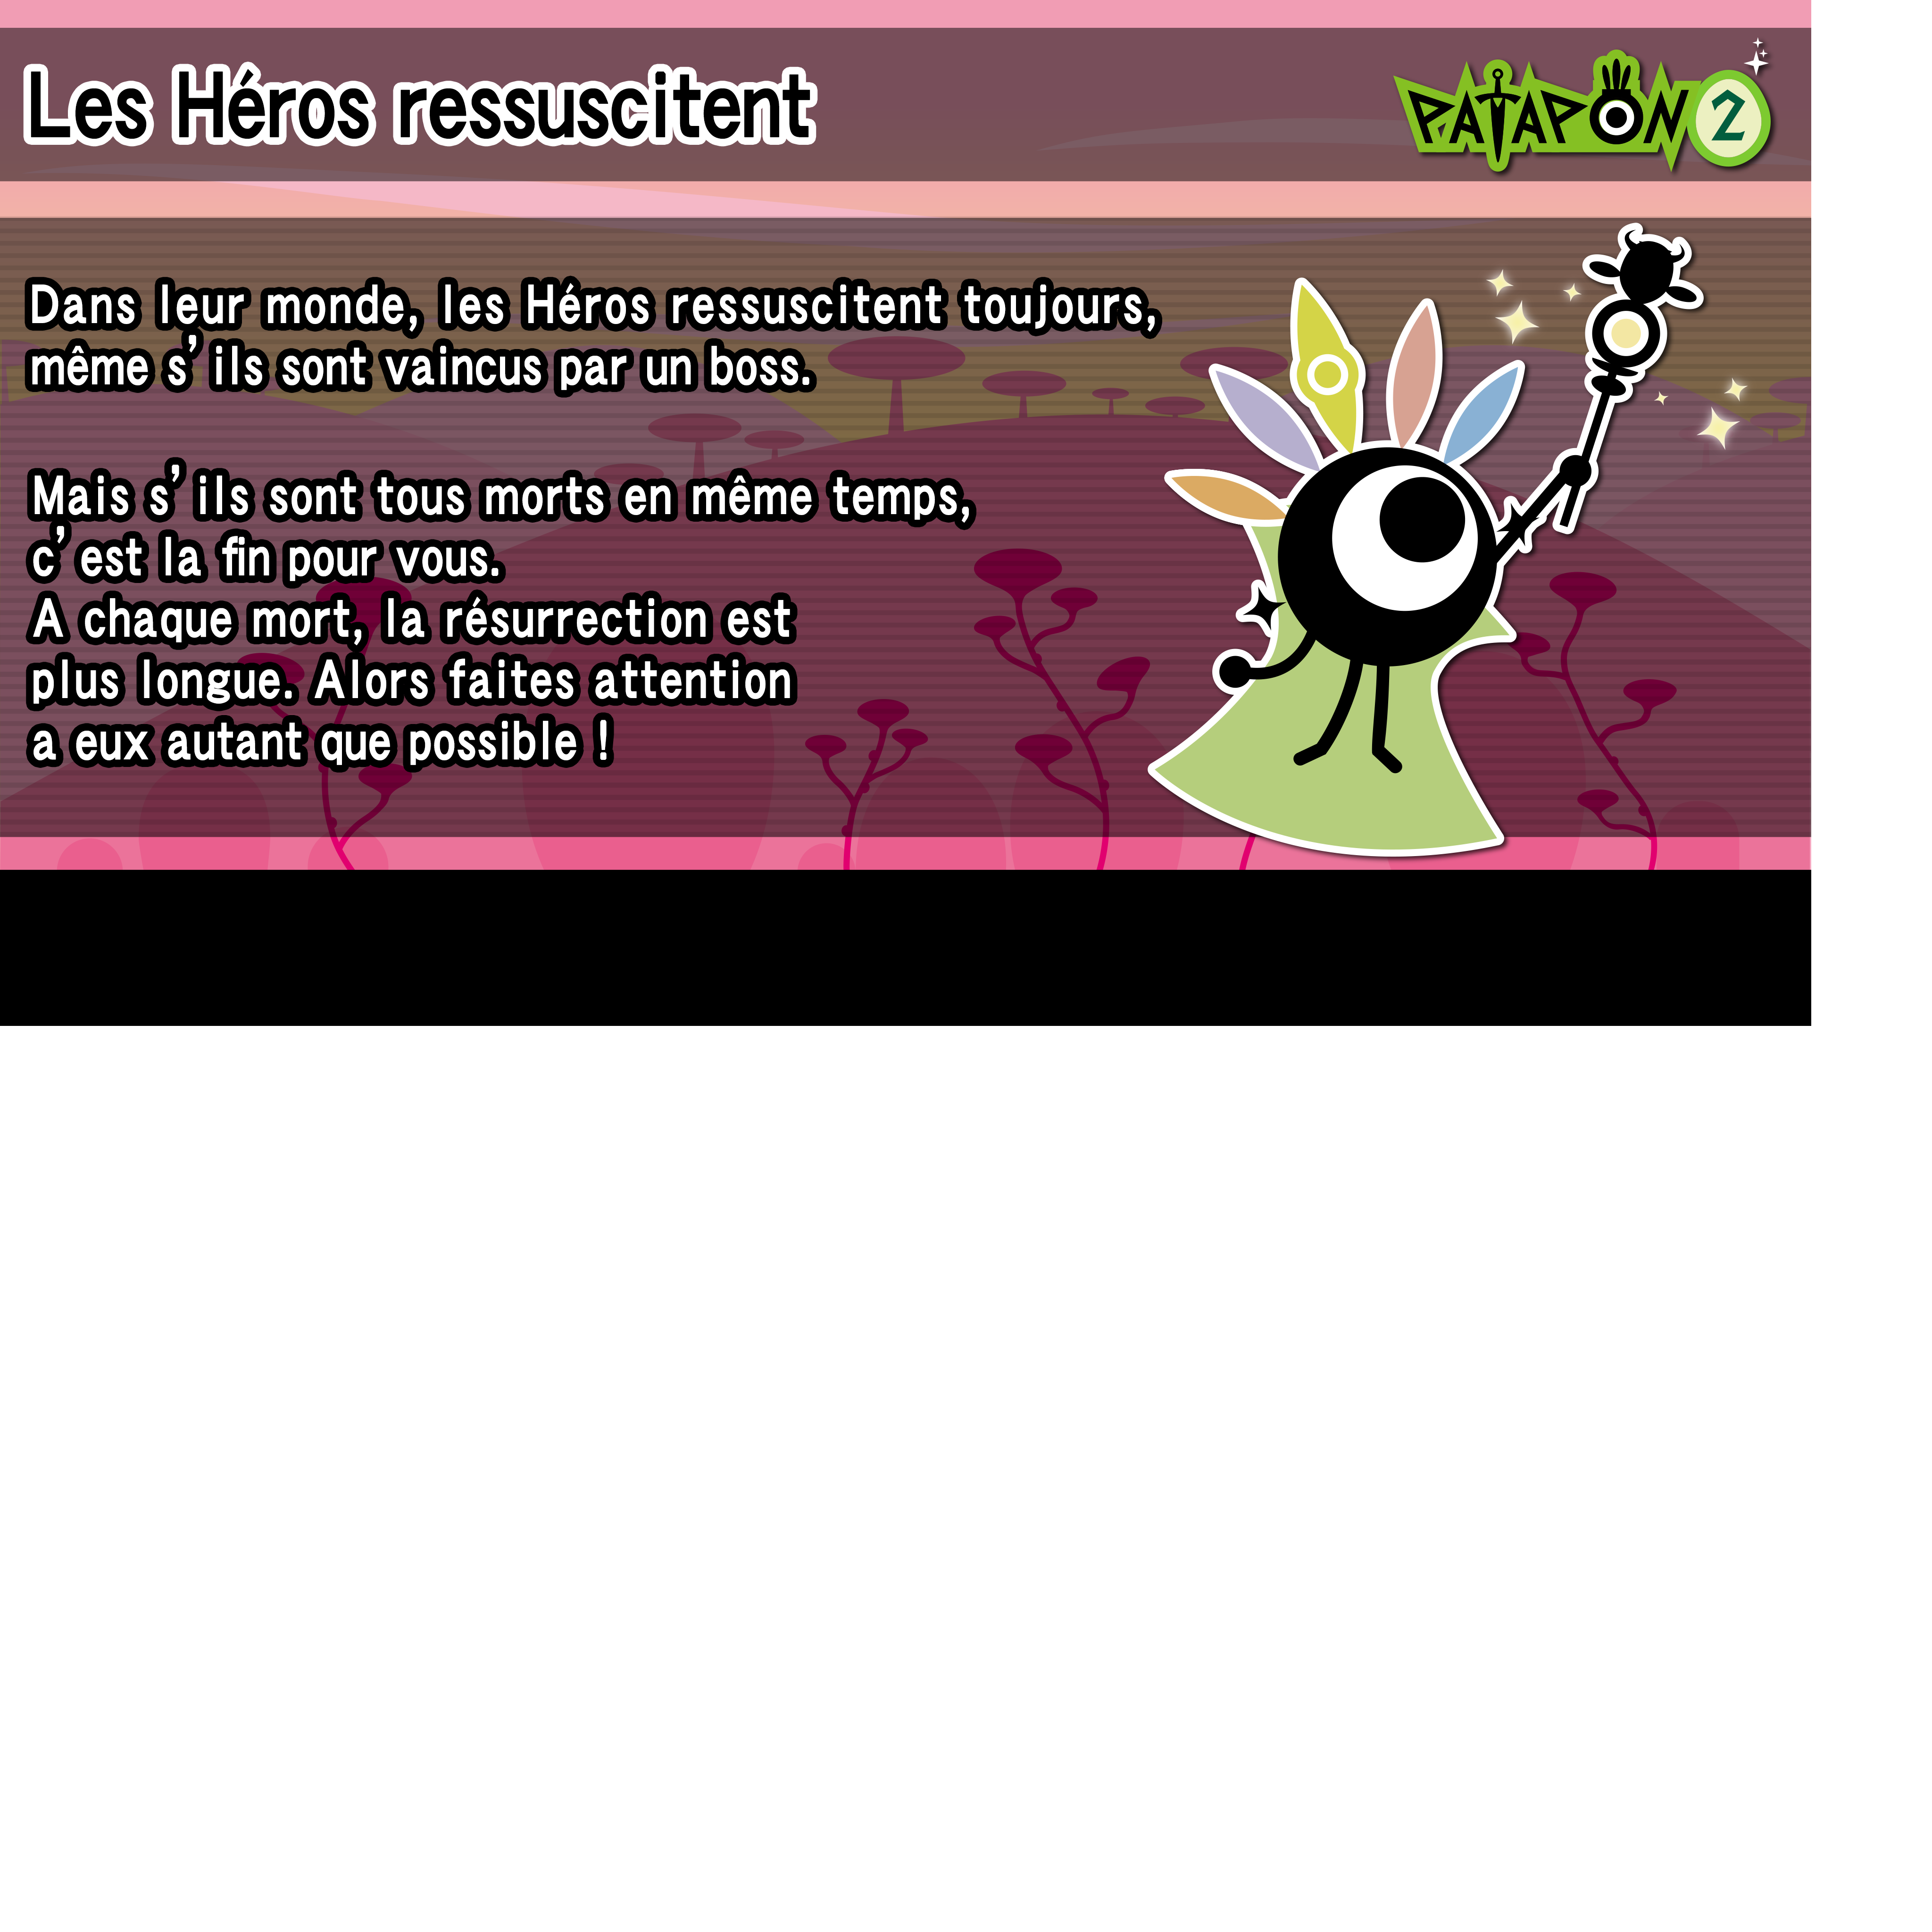 Les Héros ressuscitent
PATAPON 2
Dans leur monde, les Héros ressuscitent toujours,
même s’ ils sont vaincus par un boss.
Mais s’ ils sont tous morts en même temps,
c’ est la fin pour vous.
A chaque mort, la résurrection est
plus longue. Alors faites attention
a eux autant que possible !